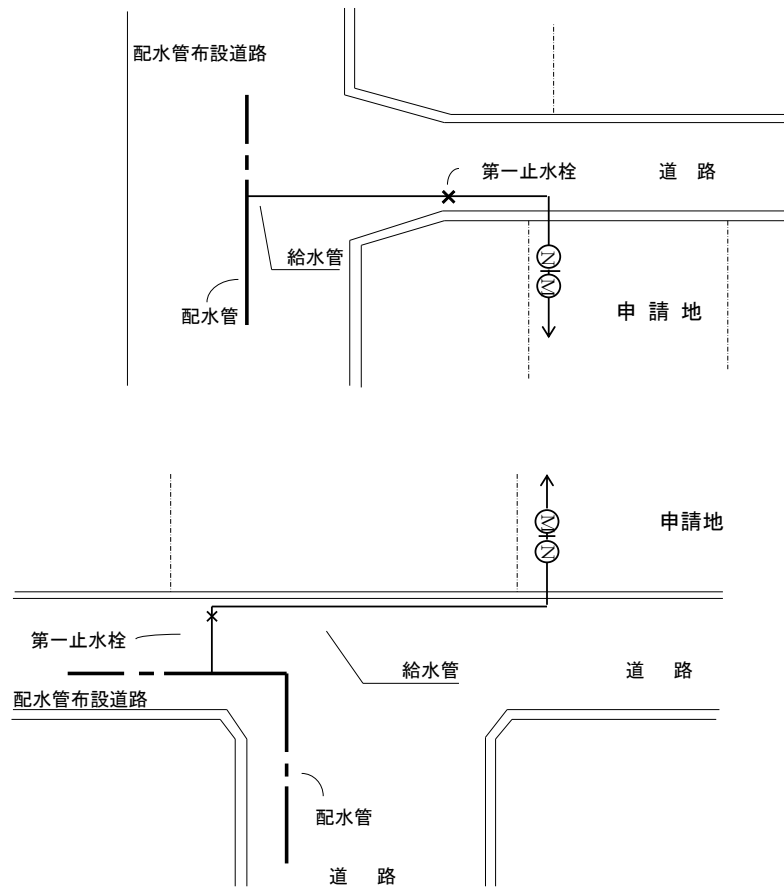 配水管布設道路
第一止水栓
道 路
給水管
配水管
N
M
申 請 地
M
N
申請地
第一止水栓
給水管
道 路
配水管布設道路
配水管
道 路